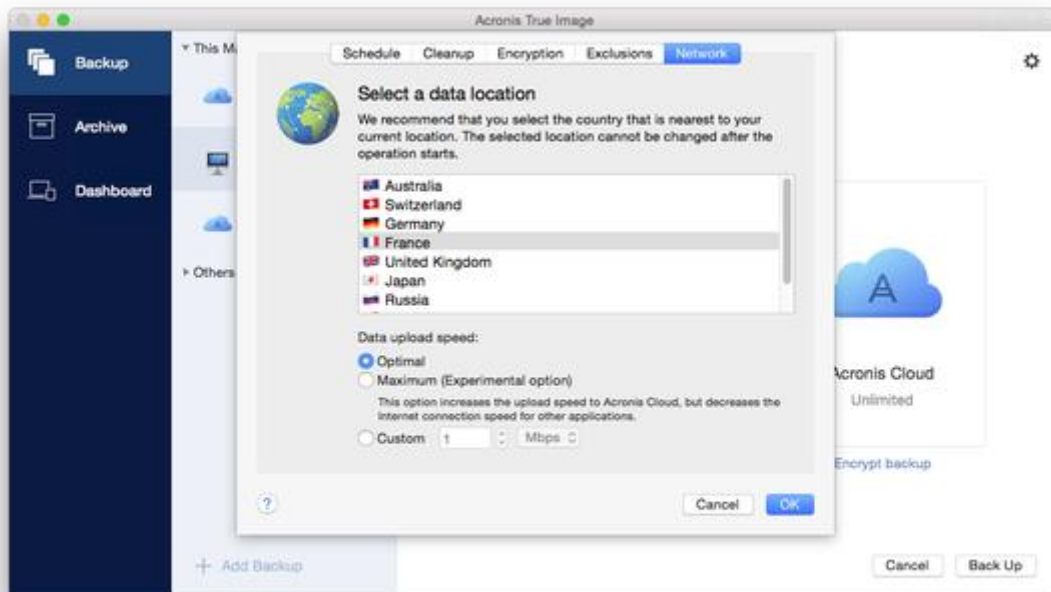 Acronis True Image
Backup
Archive
Dashboard
▾ This M
▸ Others
+ Add Backup
Schedule Cleanup Encryption Exclusions Network
Select a data location
We recommend that you select the country that is nearest to your
current location. The selected location cannot be changed after the
operation starts.
Australia
Switzerland
Germany
France
United Kingdom
Japan
Russia
Data upload speed:
Optimal
Maximum (Experimental option)
This option increases the upload speed to Acronis Cloud, but decreases the
Internet connection speed for other applications.
Custom 1 Mbps
? Cancel OK
Acronis Cloud
Unlimited
Encrypt backup
Cancel Back Up